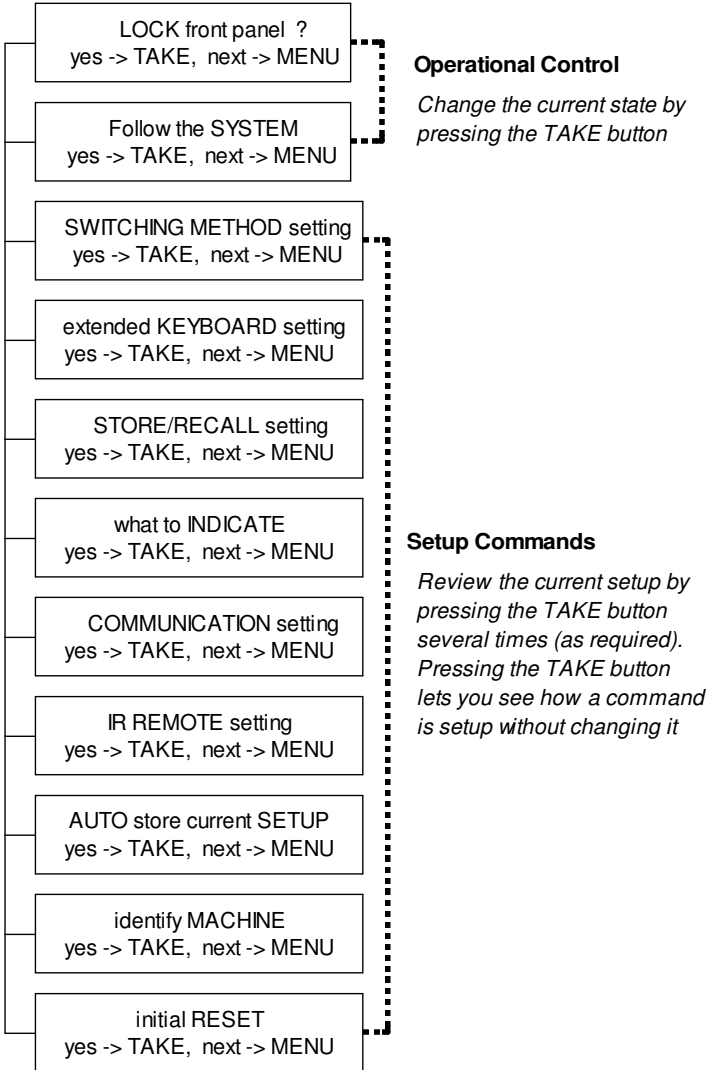 LOCK front panel ?
yes -> TAKE, next -> MENU
Operational Control
Change the current state by
pressing the TAKE button
Follow the SYSTEM
yes -> TAKE, next -> MENU
SWITCHING METHOD setting
yes -> TAKE, next -> MENU
extended KEYBOARD setting
yes -> TAKE, next -> MENU
STORE/RECALL setting
yes -> TAKE, next -> MENU
what to INDICATE
yes -> TAKE, next -> MENU
Setup Commands
Review the current setup by
pressing the TAKE button
several times (as required).
Pressing the TAKE button
lets you see how a command
is setup without changing it
COMMUNICATION setting
yes -> TAKE, next -> MENU
IR REMOTE setting
yes -> TAKE, next -> MENU
AUTO store current SETUP
yes -> TAKE, next -> MENU
identify MACHINE
yes -> TAKE, next -> MENU
initial RESET
yes -> TAKE, next -> MENU